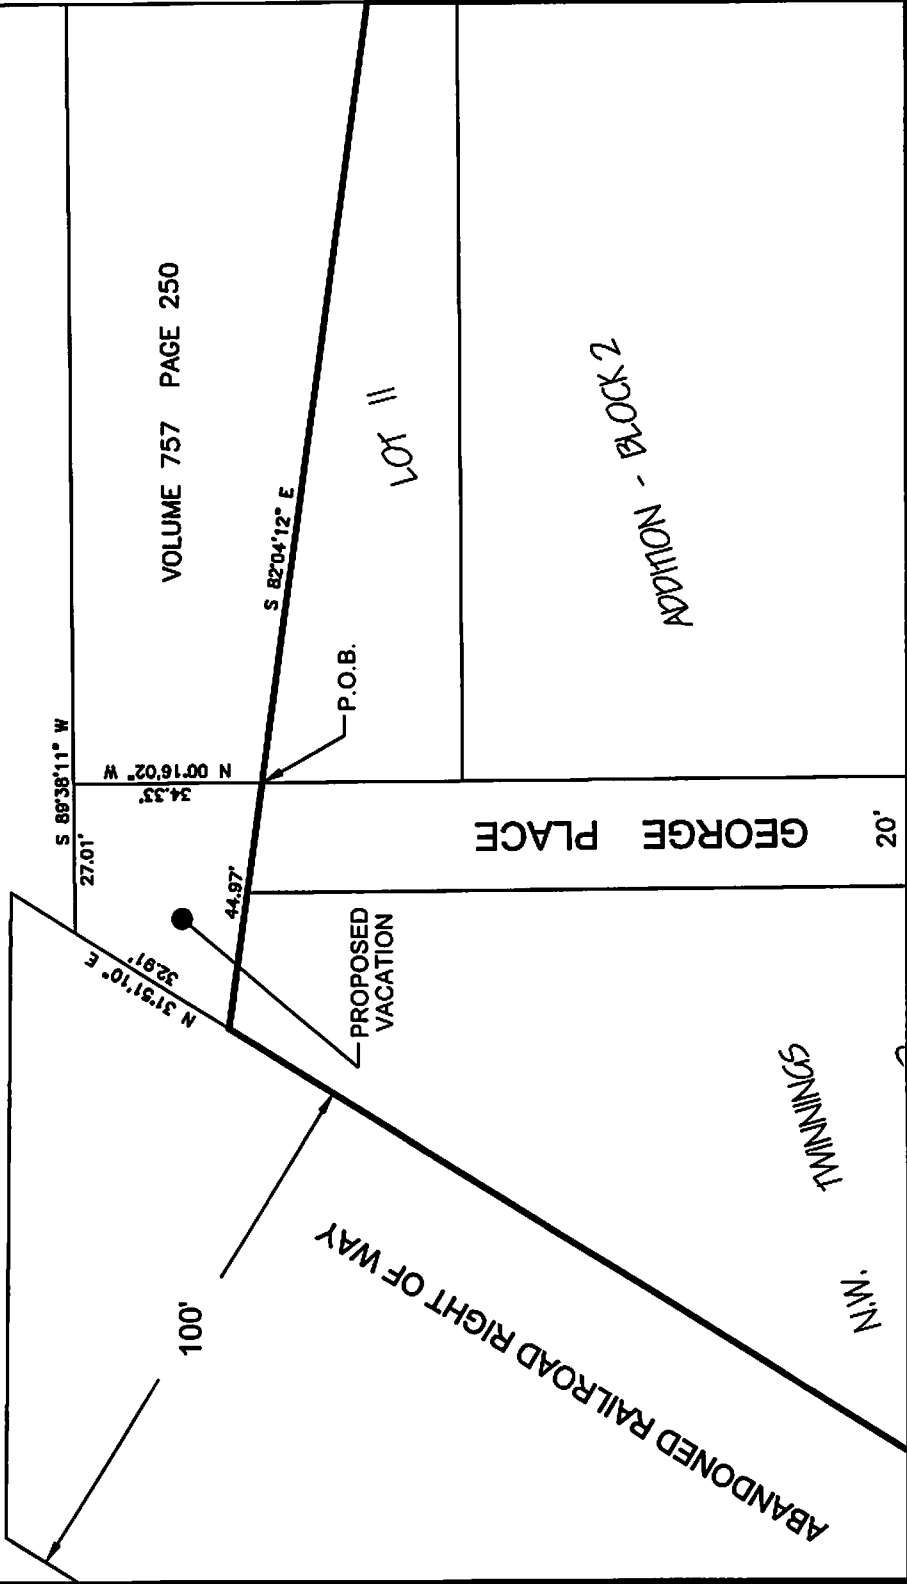 S 89°38'11" W
27.01'
VOLUME 757 PAGE 250
N 00°16'02" W
34.33'
S 82°04'12" E
44.97'
N 31°51'10" E
32.91'
P.O.B.
LOT 11
PROPOSED
VACATION
100'
ABANDONED RAILROAD RIGHT OF WAY
GEORGE PLACE
20'
N.W. TWINNINGS ADDITION - BLOCK 2